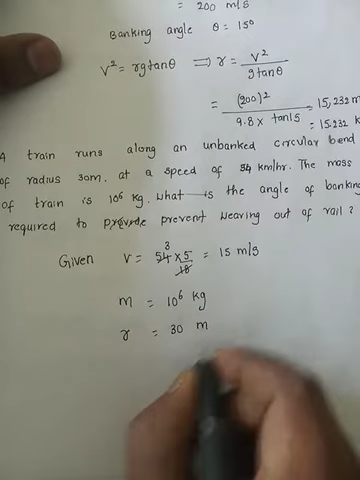 = 200 m/s
Banking angle θ = 15°
V² = rg tanθ ⟹ r = V² / g tanθ
= (200)² / 9.8 × tan15 = 15,232 m
= 15.232 k
A train runs along an unbanked circular bend
of radius 30m, at a speed of 54 km/hr. The mass
of train is 10⁶ kg. What is the angle of banking
required to provide prevent wearing out of rail?
Given V = 54 × 5 / 18 = 15 m/s
3
m = 10⁶ kg
r = 30 m